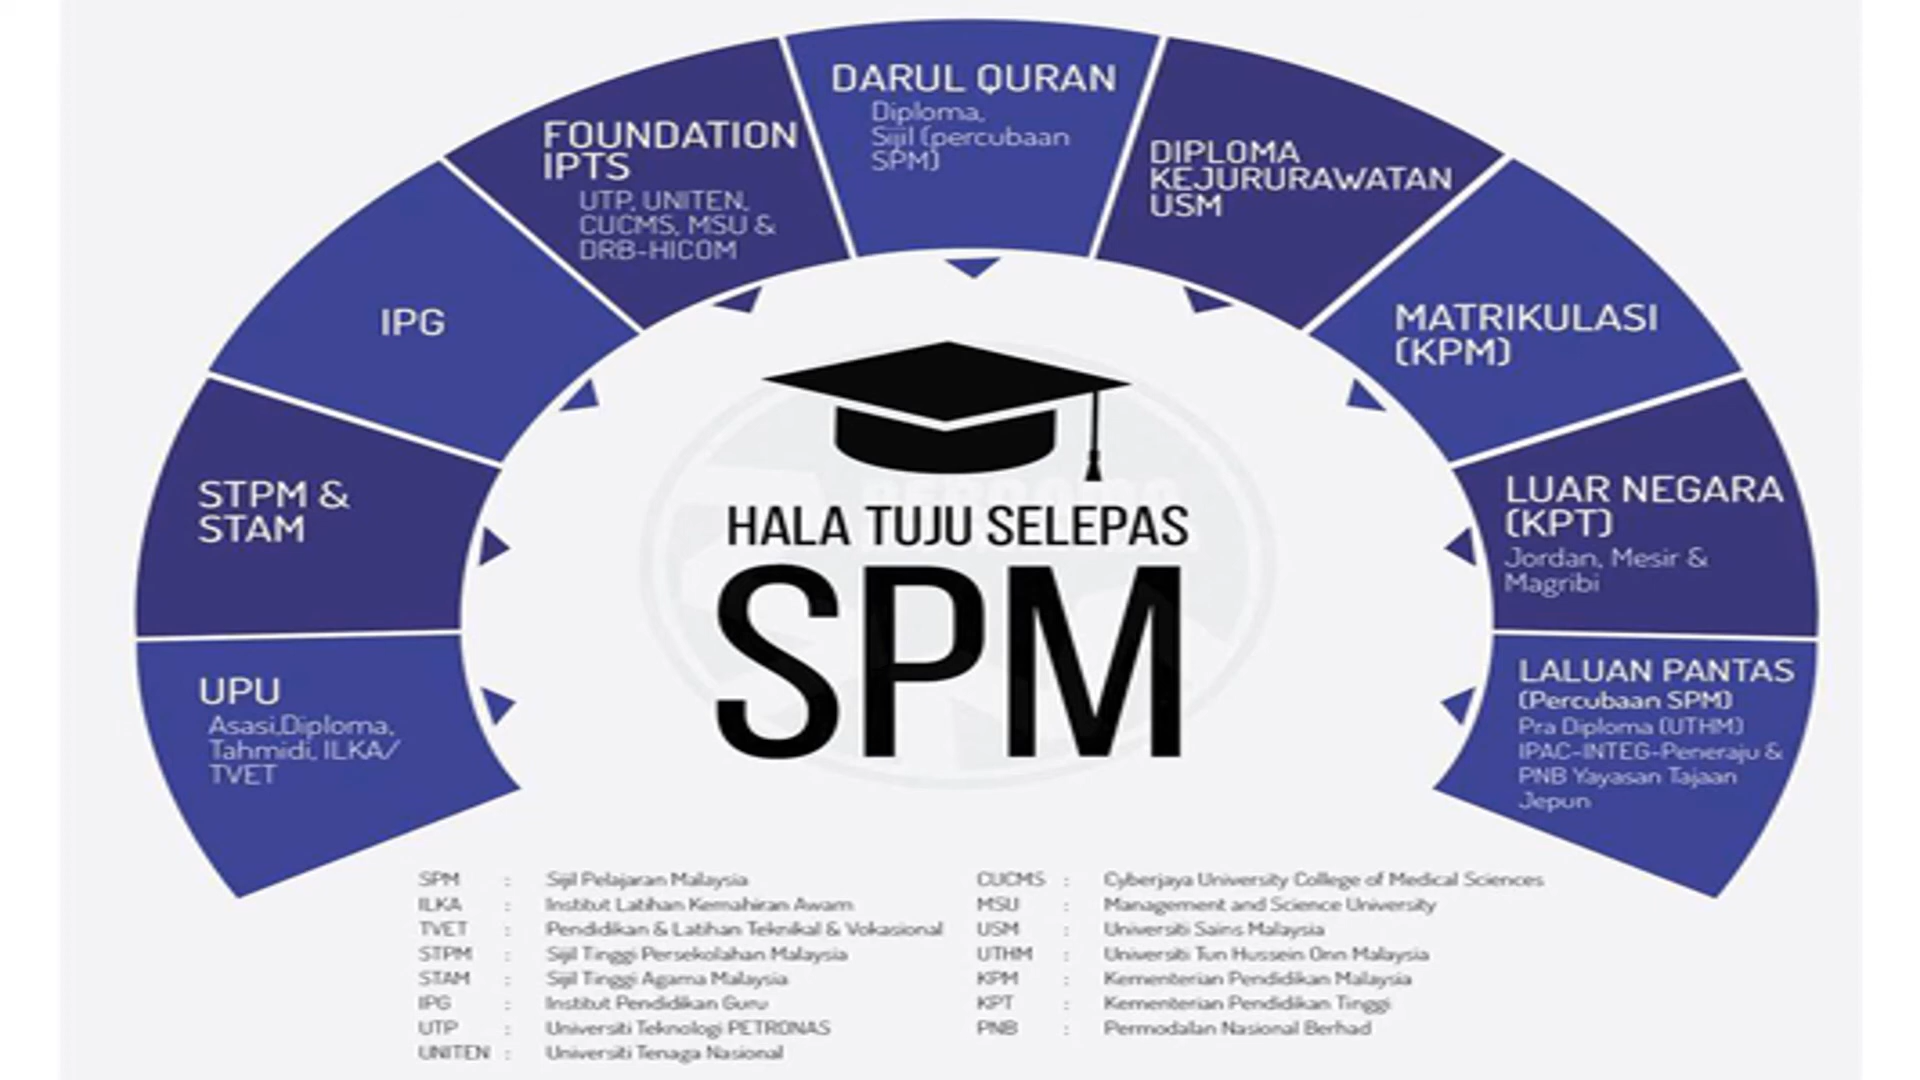 DARUL QURAN
Diploma,
Sijil (percubaan
SPM)
FOUNDATION
IPTS
UTP, UNITEN,
CUCMS, MSU &
DRB-HICOM
DIPLOMA
KEJURURAWATAN
USM
IPG
MATRIKULASI
(KPM)
STPM &
STAM
LUAR NEGARA
(KPT)
Jordan, Mesir &
Magribi
UPU
Asasi,Diploma,
Tahmidi, ILKA/
TVET
LALUAN PANTAS
(Percubaan SPM)
Pra Diploma (UTHM)
IPAC-INTEG-Peneraju &
PNB Yayasan Tajaan
Jepun
HALA TUJU SELEPAS
SPM
SPM : Sijil Pelajaran Malaysia
ILKA : Institut Latihan Kemahiran Awam
TVET : Pendidikan & Latihan Teknikal & Vokasional
STPM : Sijil Tinggi Persekolahan Malaysia
STAM : Sijil Tinggi Agama Malaysia
IPG : Institut Pendidikan Guru
UTP : Universiti Teknologi PETRONAS
UNITEN : Universiti Tenaga Nasional
CUCMS : Cyberjaya University College of Medical Sciences
MSU : Management and Science University
USM : Universiti Sains Malaysia
UTHM : Universiti Tun Hussein Onn Malaysia
KPM : Kementerian Pendidikan Malaysia
KPT : Kementerian Pendidikan Tinggi
PNB : Permodalan Nasional Berhad